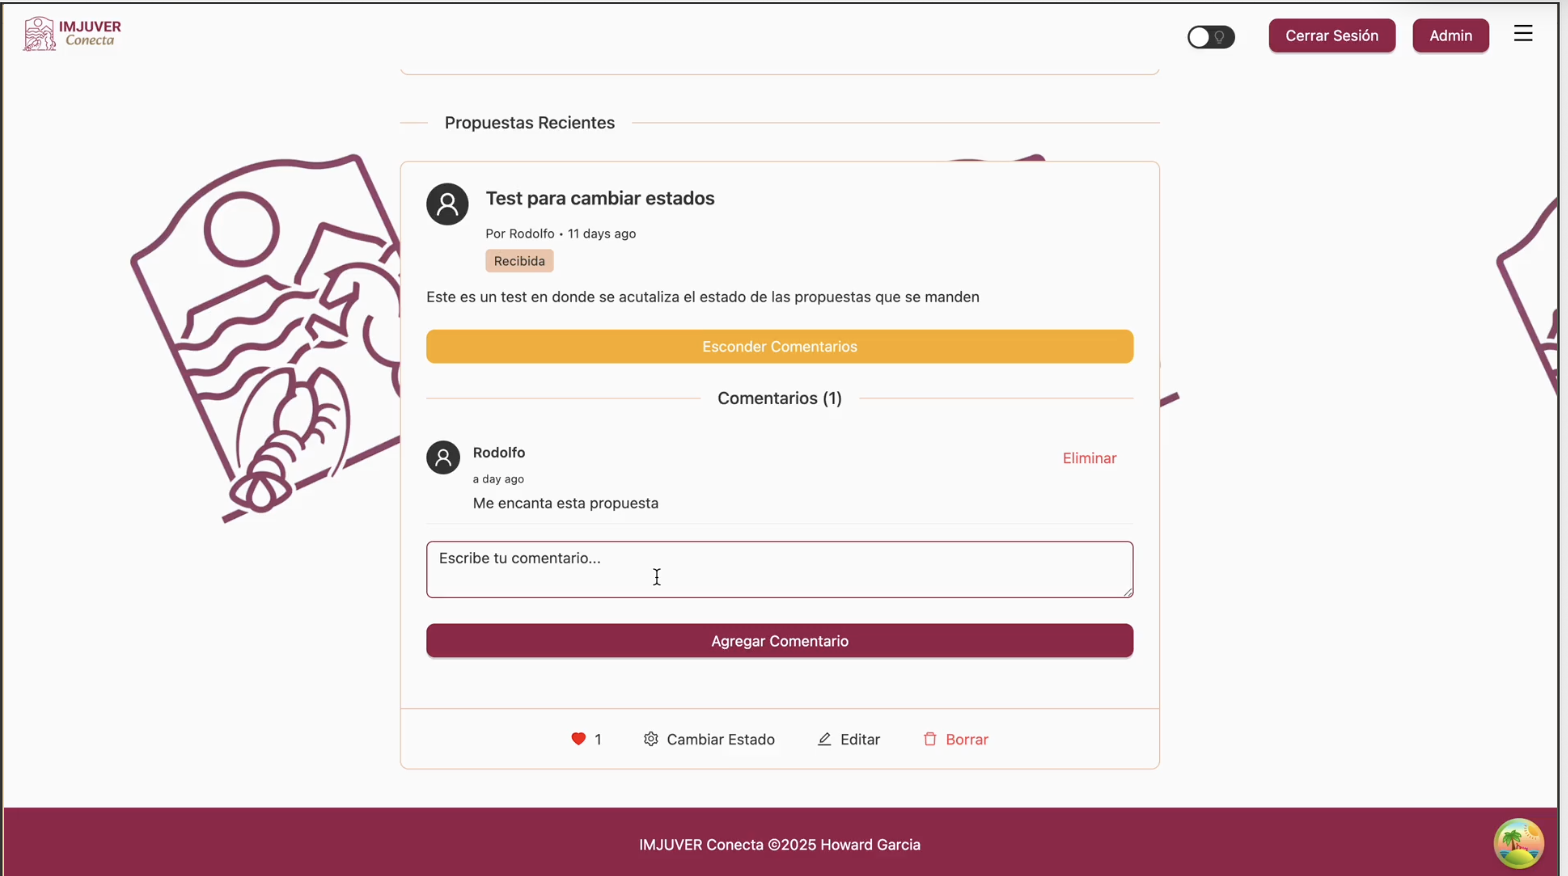 IMJUVER
Conecta
Cerrar Sesión
Admin
Propuestas Recientes
Test para cambiar estados
Por Rodolfo • 11 days ago
Recibida
Este es un test en donde se acutaliza el estado de las propuestas que se manden
Esconder Comentarios
Comentarios (1)
Rodolfo
Eliminar
a day ago
Me encanta esta propuesta
Escribe tu comentario...
Agregar Comentario
1
Cambiar Estado
Editar
Borrar
IMJUVER Conecta ©2025 Howard Garcia